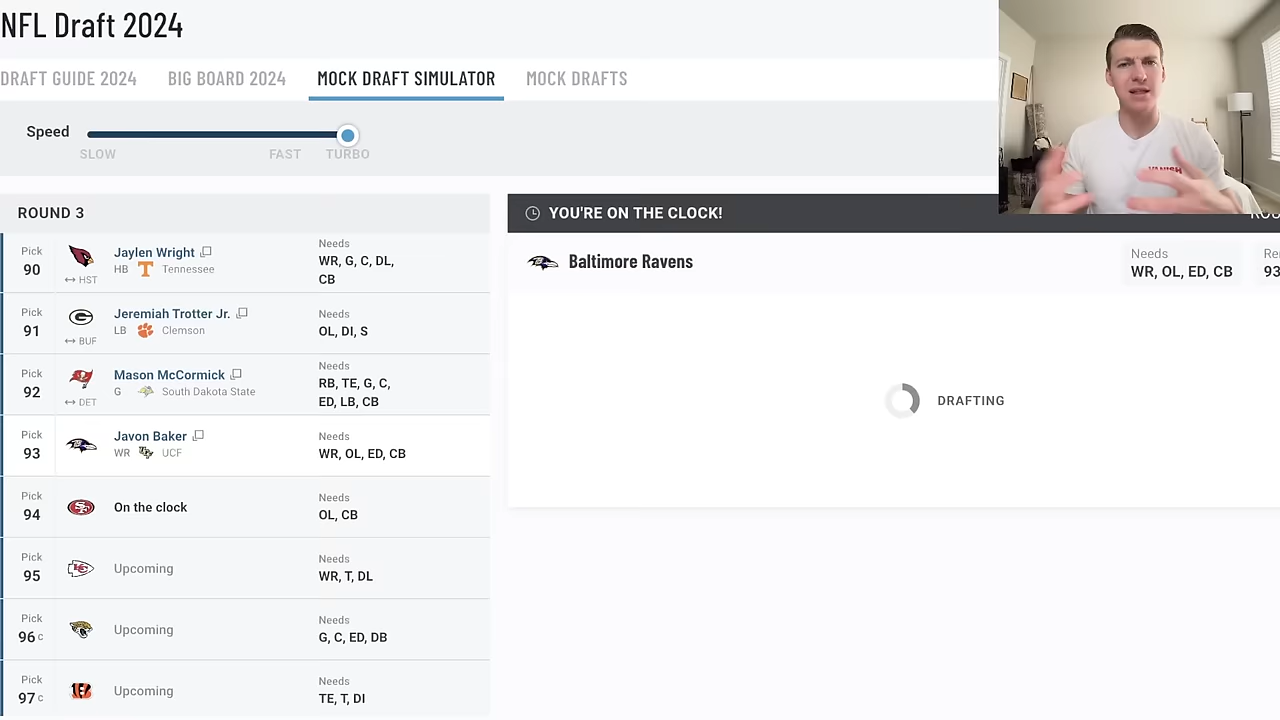 NFL Draft 2024
DRAFT GUIDE 2024 BIG BOARD 2024 MOCK DRAFT SIMULATOR MOCK DRAFTS
Speed
SLOW FAST TURBO
ROUND 3
YOU'RE ON THE CLOCK!
Baltimore Ravens
Needs
WR, OL, ED, CB
93
DRAFTING
Pick
90
↔ HST
Jaylen Wright
HB Tennessee
Needs
WR, G, C, DL,
CB
Pick
91
↔ BUF
Jeremiah Trotter Jr.
LB Clemson
Needs
OL, DI, S
Pick
92
↔ DET
Mason McCormick
G South Dakota State
Needs
RB, TE, G, C,
ED, LB, CB
Pick
93
Javon Baker
WR UCF
Needs
WR, OL, ED, CB
Pick
94
On the clock
Needs
OL, CB
Pick
95
Upcoming
Needs
WR, T, DL
Pick
96 C
Upcoming
Needs
G, C, ED, DB
Pick
97 C
Upcoming
Needs
TE, T, DI